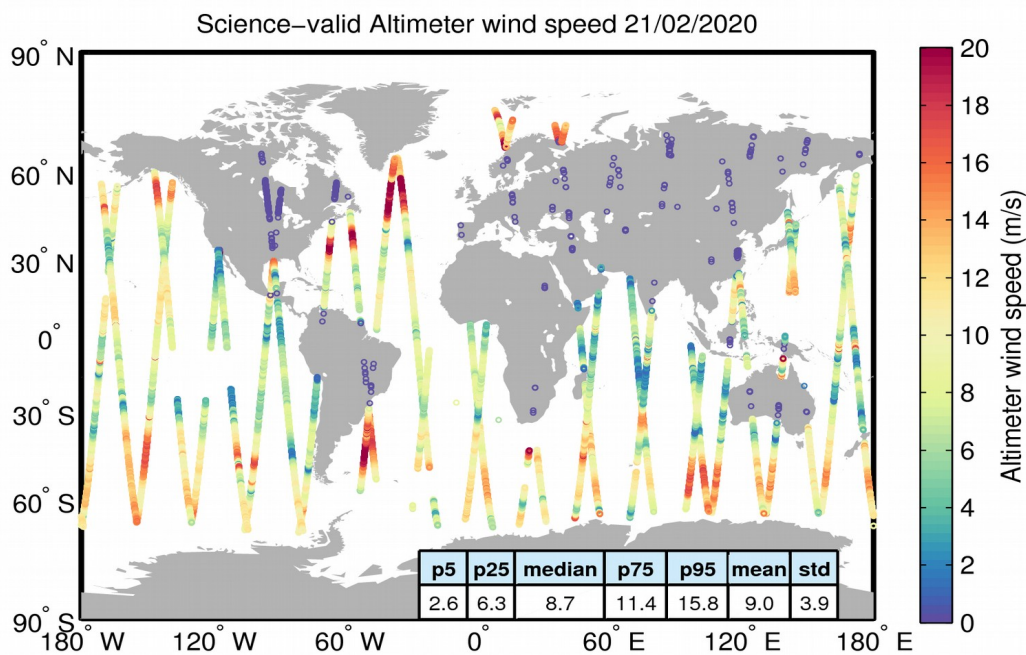 Science-valid Altimeter wind speed 21/02/2020
90° N
60° N
30° N
0°
30° S
60° S
90° S
180° W
120° W
60° W
0°
60° E
120° E
180° E
p5 p25 median p75 p95 mean std
2.6 6.3 8.7 11.4 15.8 9.0 3.9
20
18
16
14
12
10
8
6
4
2
0
Altimeter wind speed (m/s)